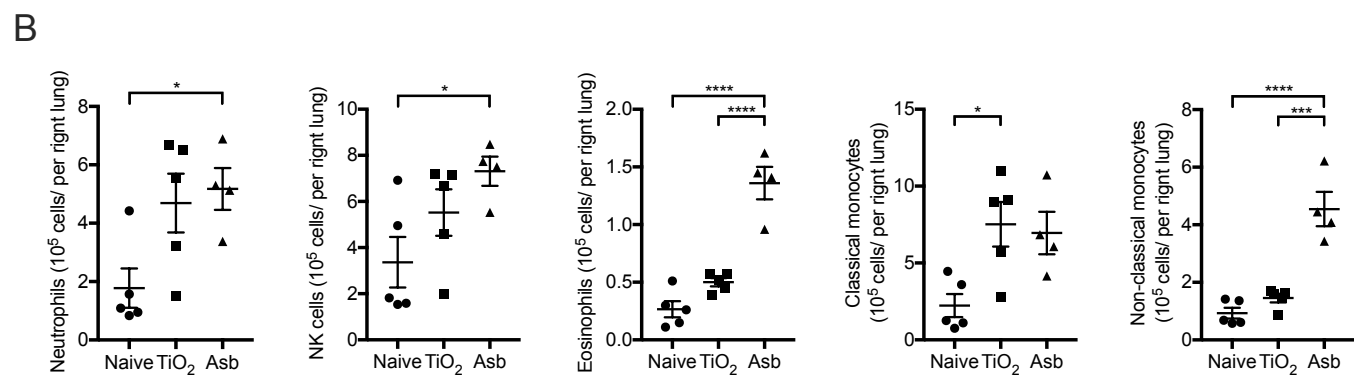 B
Neutrophils (10⁵ cells/ per rignt lung)
8
6
4
2
0
*
Naive TiO₂ Asb
NK cells (10⁵ cells/ per rignt lung)
10
8
6
4
2
0
*
Naive TiO₂ Asb
Eosinophils (10⁵ cells/ per rignt lung)
2.0
1.5
1.0
0.5
0.0
****
****
Naive TiO₂ Asb
Classical monocytes
(10⁵ cells/ per rignt lung)
15
10
5
0
*
Naive TiO₂ Asb
Non-classical monocytes
(10⁵ cells/ per rignt lung)
8
6
4
2
0
****
***
Naive TiO₂ Asb